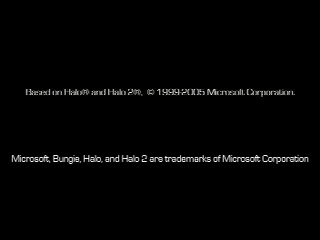 Based on Halo® and Halo 2®, © 1999-2005 Microsoft Corporation.
Microsoft, Bungie, Halo, and Halo 2 are trademarks of Microsoft Corporation